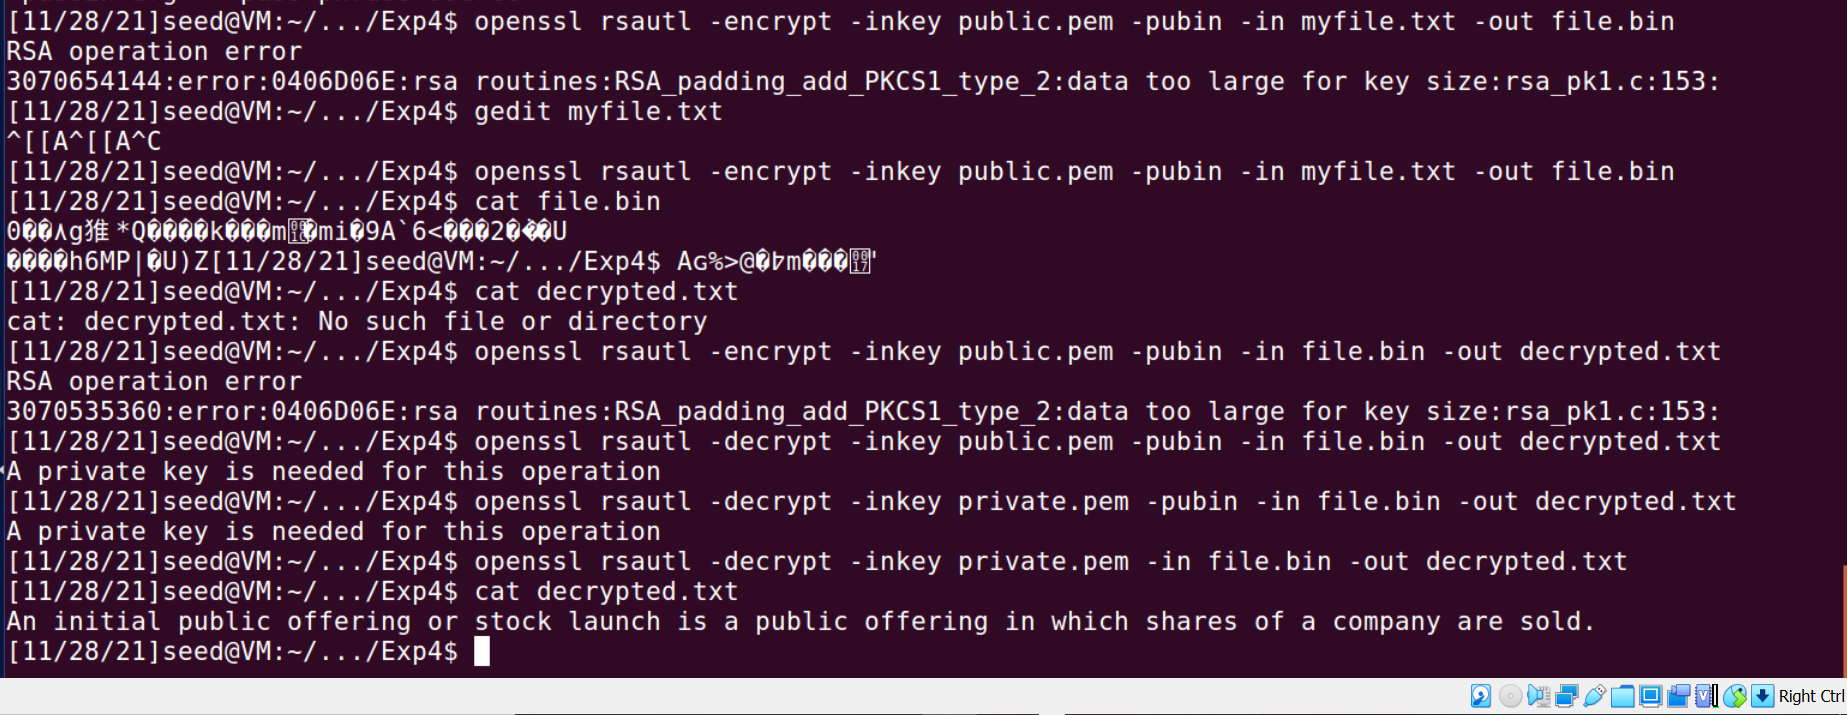 [11/28/21]seed@VM:~/.../Exp4$ openssl rsautl -encrypt -inkey public.pem -pubin -in myfile.txt -out file.bin
RSA operation error
3070654144:error:0406D06E:rsa routines:RSA_padding_add_PKCS1_type_2:data too large for key size:rsa_pk1.c:153:
[11/28/21]seed@VM:~/.../Exp4$ gedit myfile.txt
^[[A^[[A^C
[11/28/21]seed@VM:~/.../Exp4$ openssl rsautl -encrypt -inkey public.pem -pubin -in myfile.txt -out file.bin
[11/28/21]seed@VM:~/.../Exp4$ cat file.bin
0��٨g猚*Q����k���m�mi�9A`6<���2���U
����h6MP|�U)Z[11/28/21]seed@VM:~/.../Exp4$ AG%>@�m���"
[11/28/21]seed@VM:~/.../Exp4$ cat decrypted.txt
cat: decrypted.txt: No such file or directory
[11/28/21]seed@VM:~/.../Exp4$ openssl rsautl -encrypt -inkey public.pem -pubin -in file.bin -out decrypted.txt
RSA operation error
3070535360:error:0406D06E:rsa routines:RSA_padding_add_PKCS1_type_2:data too large for key size:rsa_pk1.c:153:
[11/28/21]seed@VM:~/.../Exp4$ openssl rsautl -decrypt -inkey public.pem -pubin -in file.bin -out decrypted.txt
A private key is needed for this operation
[11/28/21]seed@VM:~/.../Exp4$ openssl rsautl -decrypt -inkey private.pem -pubin -in file.bin -out decrypted.txt
A private key is needed for this operation
[11/28/21]seed@VM:~/.../Exp4$ openssl rsautl -decrypt -inkey private.pem -in file.bin -out decrypted.txt
[11/28/21]seed@VM:~/.../Exp4$ cat decrypted.txt
An initial public offering or stock launch is a public offering in which shares of a company are sold.
[11/28/21]seed@VM:~/.../Exp4$
Right Ctrl